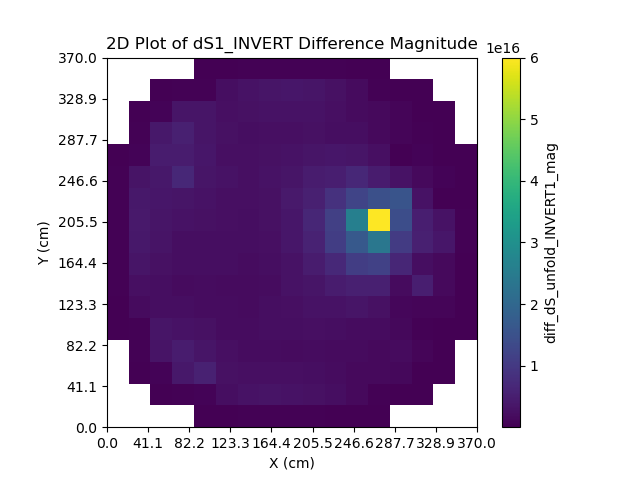 2D Plot of dS1_INVERT Difference Magnitude
1e16
370.0
328.9
287.7
246.6
205.5
164.4
123.3
82.2
41.1
0.0
Y (cm)
0.0 41.1 82.2 123.3 164.4 205.5 246.6 287.7 328.9 370.0
X (cm)
6
5
4
3
2
1
diff_dS_unfold_INVERT1_mag